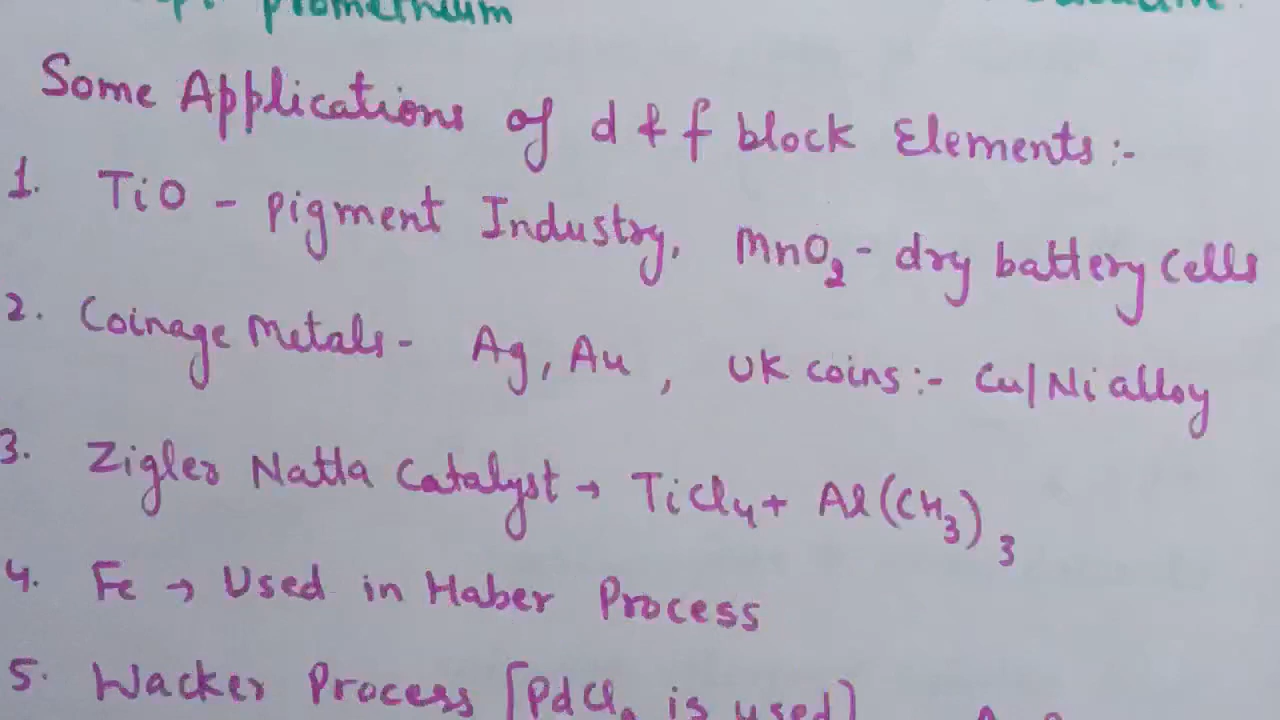 promethium
Some Applications of d & f block Elements :-
1. TiO - pigment Industry, MnO₂ - dry battery cells
2. Coinage Metals - Ag, Au, UK coins :- Cu/Ni alloy
3. Zigler Natta Catalyst → TiCl₄ + Al(CH₃)₃
4. Fe → Used in Haber Process
5. Wacker Process [PdCl₂ is used]